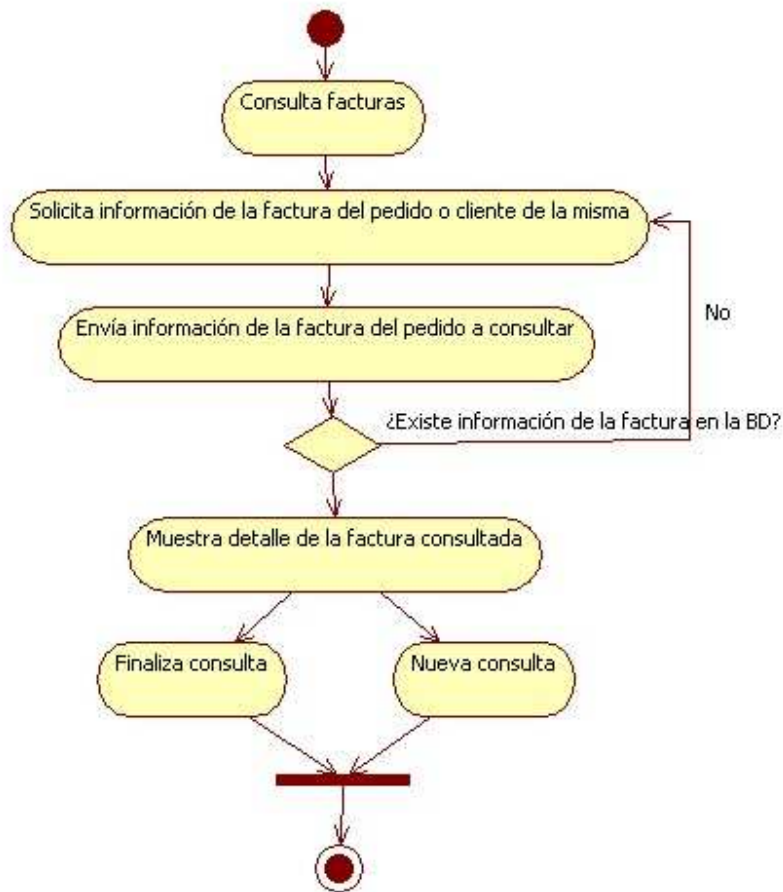 Consulta facturas
Solicita información de la factura del pedido o cliente de la misma
Envía información de la factura del pedido a consultar
No
¿Existe información de la factura en la BD?
Muestra detalle de la factura consultada
Finaliza consulta
Nueva consulta